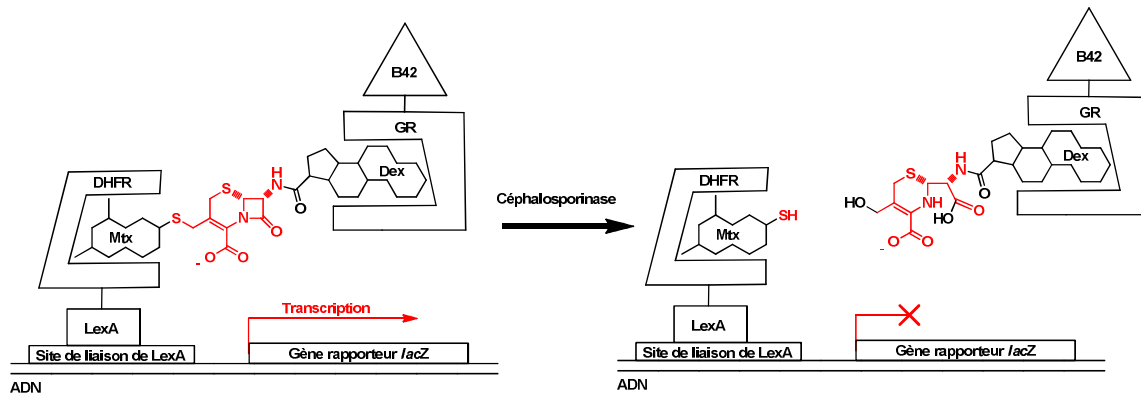 B42
GR
Dex
H
N
O
S
H
N
O
O
O
-
S
DHFR
Mtx
LexA
Site de liaison de LexA
Transcription
Gène rapporteur lacZ
ADN
Céphalosporinase
B42
GR
Dex
H
N
O
S
NH
O
HO
HO
O
O
-
DHFR
SH
Mtx
LexA
Site de liaison de LexA
Gène rapporteur lacZ
ADN